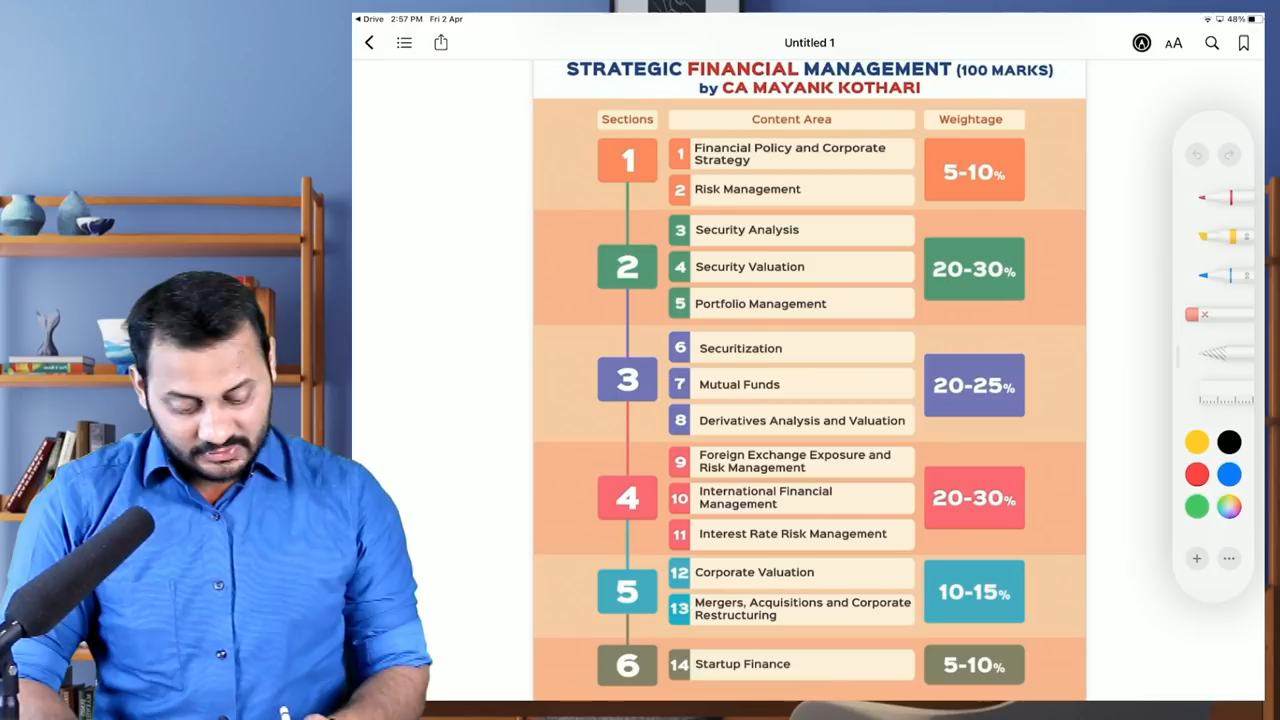 Drive 2:57 PM Fri 2 Apr
48%
Untitled 1
AA
STRATEGIC FINANCIAL MANAGEMENT (100 MARKS)
by CA MAYANK KOTHARI
Sections Content Area Weightage
1
1 Financial Policy and Corporate
Strategy
2 Risk Management
5-10%
2
3 Security Analysis
4 Security Valuation
5 Portfolio Management
20-30%
3
6 Securitization
7 Mutual Funds
8 Derivatives Analysis and Valuation
20-25%
4
9 Foreign Exchange Exposure and
Risk Management
10 International Financial
Management
11 Interest Rate Risk Management
20-30%
5
12 Corporate Valuation
13 Mergers, Acquisitions and Corporate
Restructuring
10-15%
6
14 Startup Finance
5-10%